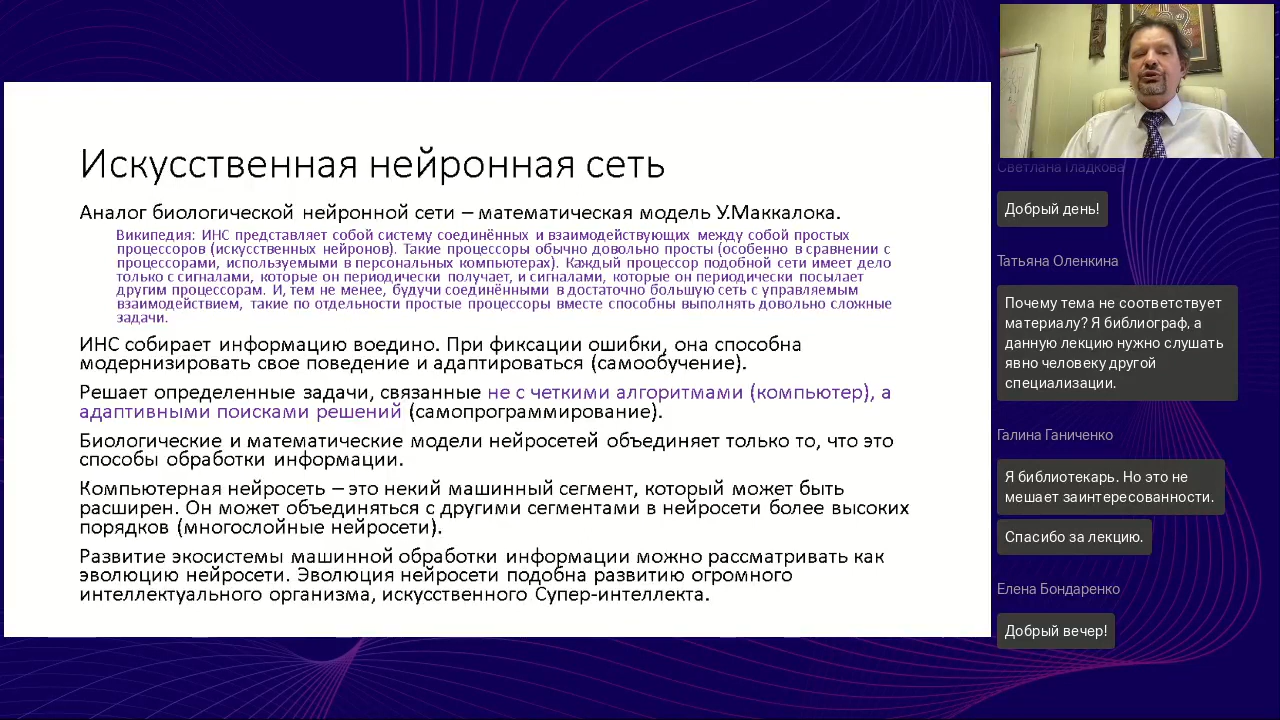 Искусственная нейронная сеть
Аналог биологической нейронной сети – математическая модель У.Маккалока.
Википедия: ИНС представляет собой систему соединённых и взаимодействующих между собой простых
процессоров (искусственных нейронов). Такие процессоры обычно довольно просты (особенно в сравнении с
процессорами, используемыми в персональных компьютерах). Каждый процессор подобной сети имеет дело
только с сигналами, которые он периодически получает, и сигналами, которые он периодически посылает
другим процессорам. И, тем не менее, будучи соединёнными в достаточно большую сеть с управляемым
взаимодействием, такие по отдельности простые процессоры вместе способны выполнять довольно сложные
задачи.
ИНС собирает информацию воедино. При фиксации ошибки, она способна
модернизировать свое поведение и адаптироваться (самообучение).
Решает определенные задачи, связанные не с четкими алгоритмами (компьютер), а
адаптивными поисками решений (самопрограммирование).
Биологические и математические модели нейросетей объединяет только то, что это
способы обработки информации.
Компьютерная нейросеть – это некий машинный сегмент, который может быть
расширен. Он может объединяться с другими сегментами в нейросети более высоких
порядков (многослойные нейросети).
Развитие экосистемы машинной обработки информации можно рассматривать как
эволюцию нейросети. Эволюция нейросети подобна развитию огромного
интеллектуального организма, искусственного Супер-интеллекта.
Светлана Гладкова
Добрый день!
Татьяна Оленкина
Почему тема не соответствует
материалу? Я библиограф, а
данную лекцию нужно слушать
явно человеку другой
специализации.
Галина Ганиченко
Я библиотекарь. Но это не
мешает заинтересованности.
Спасибо за лекцию.
Елена Бондаренко
Добрый вечер!